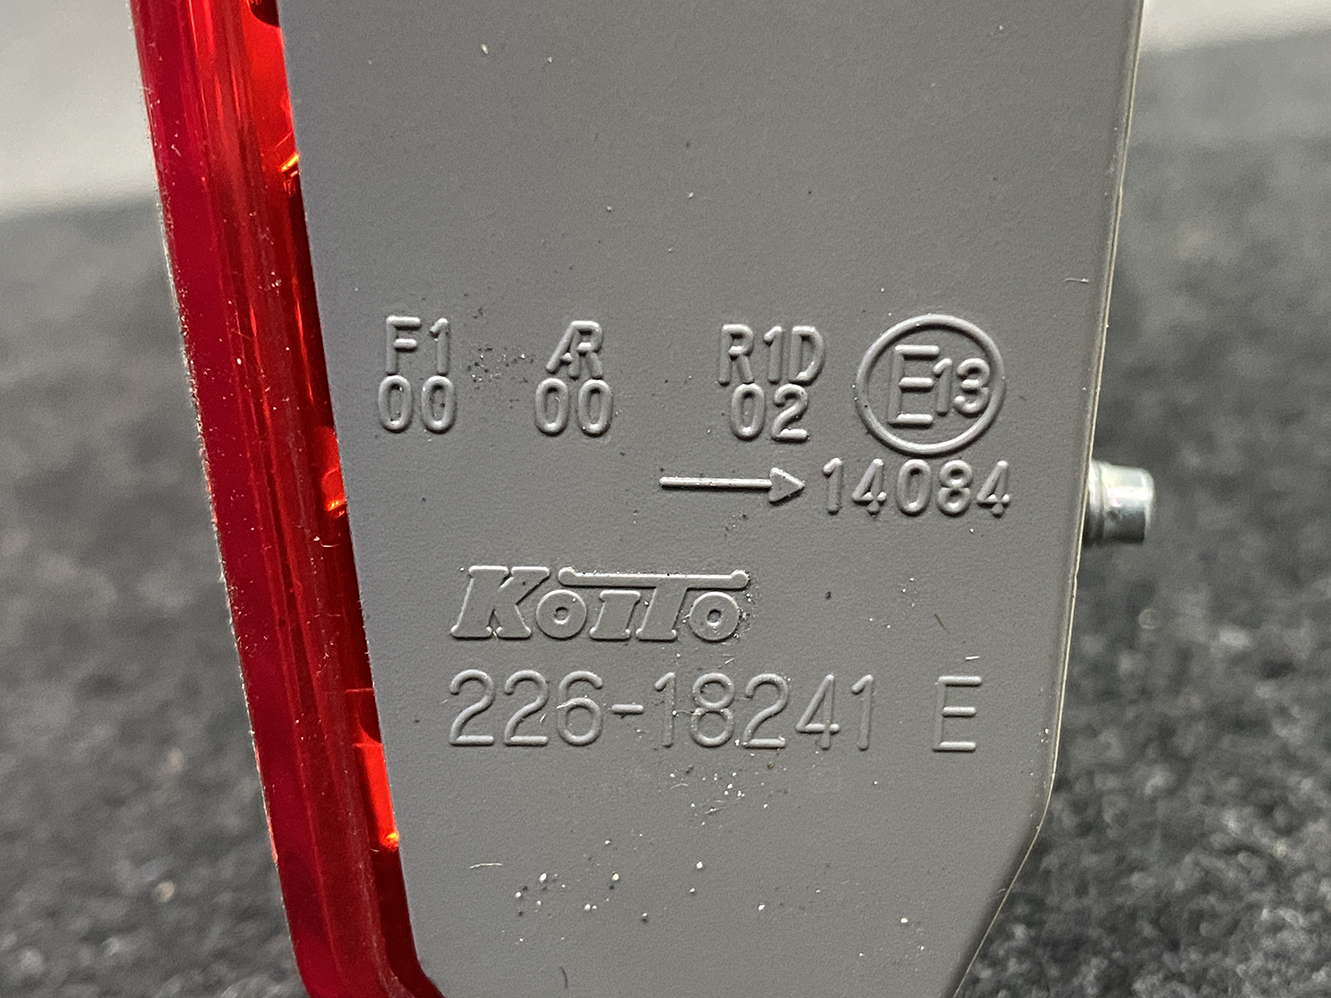 F1 AR R1D E13
00 00 02
→14084
KoiTo
226-18241 E